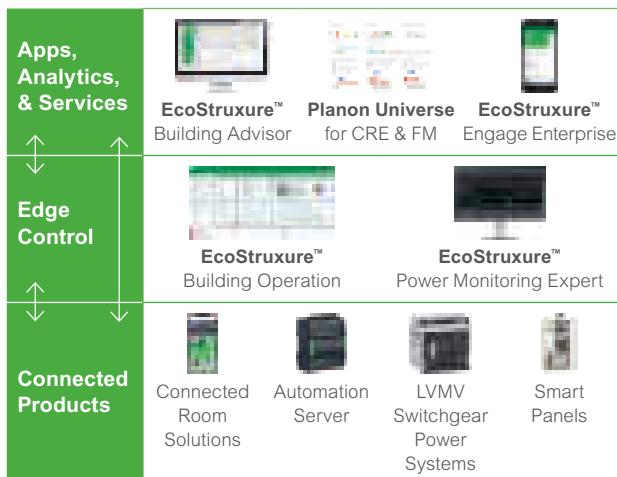 Apps,
Analytics,
& Services
EcoStruxure™
Building Advisor
Planon Universe
for CRE & FM
EcoStruxure™
Engage Enterprise
Edge
Control
EcoStruxure™
Building Operation
EcoStruxure™
Power Monitoring Expert
Connected
Products
Connected
Room
Solutions
Automation
Server
LVMV
Switchgear
Power
Systems
Smart
Panels